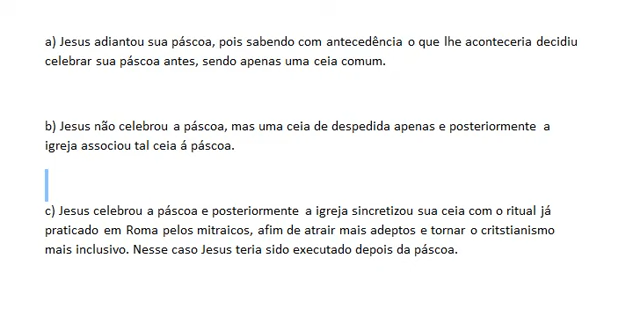 a) Jesus adiantou sua páscoa, pois sabendo com antecedência o que lhe aconteceria decidiu
celebrar sua páscoa antes, sendo apenas uma ceia comum.
b) Jesus não celebrou a páscoa, mas uma ceia de despedida apenas e posteriormente a
igreja associou tal ceia á páscoa.
c) Jesus celebrou a páscoa e posteriormente a igreja sincretizou sua ceia com o ritual já
praticado em Roma pelos mitraicos, afim de atrair mais adeptos e tornar o critstianismo
mais inclusivo. Nesse caso Jesus teria sido executado depois da páscoa.